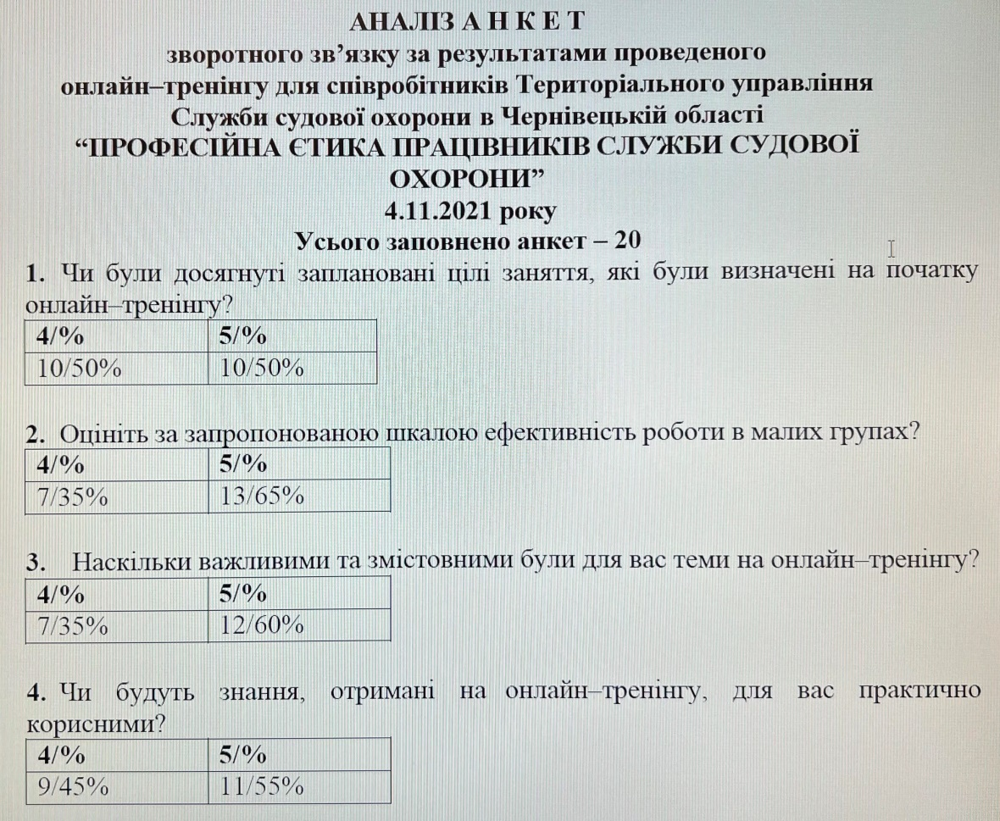 АНАЛІЗ А Н К Е Т
зворотного зв’язку за результатами проведеного
онлайн–тренінгу для співробітників Територіального управління
Служби судової охорони в Чернівецькій області
“ПРОФЕСІЙНА ЄТИКА ПРАЦІВНИКІВ СЛУЖБИ СУДОВОЇ
ОХОРОНИ”
4.11.2021 року
Усього заповнено анкет – 20
1. Чи були досягнуті заплановані цілі заняття, які були визначені на початку
онлайн–тренінгу?
4/% 5/%
10/50% 10/50%
2. Оцініть за запропонованою шкалою ефективність роботи в малих групах?
4/% 5/%
7/35% 13/65%
3. Наскільки важливими та змістовними були для вас теми на онлайн–тренінгу?
4/% 5/%
7/35% 12/60%
4. Чи будуть знання, отримані на онлайн–тренінгу, для вас практично
корисними?
4/% 5/%
9/45% 11/55%